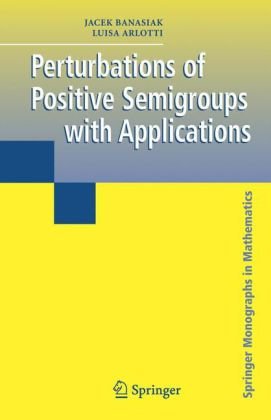 JACEK BANASIAK
LUISA ARLOTTI
Perturbations of
Positive Semigroups
with Applications
Springer Monographs in Mathematics
Springer